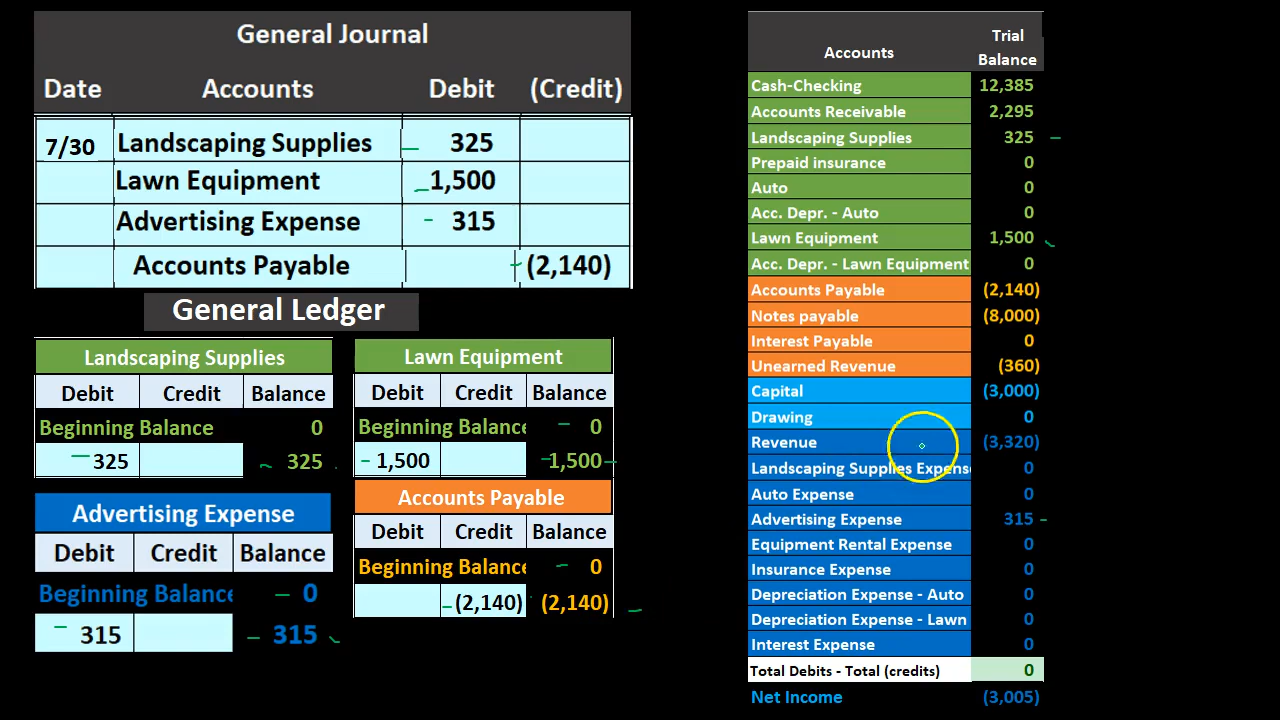 General Journal
Date Accounts Debit (Credit)
7/30 Landscaping Supplies 325
Lawn Equipment 1,500
Advertising Expense 315
Accounts Payable (2,140)
General Ledger
Landscaping Supplies
Debit Credit Balance
Beginning Balance 0
325 325
Lawn Equipment
Debit Credit Balance
Beginning Balance 0
1,500 1,500
Advertising Expense
Debit Credit Balance
Beginning Balance 0
315 315
Accounts Payable
Debit Credit Balance
Beginning Balance 0
(2,140) (2,140)
Accounts Trial Balance
Cash-Checking 12,385
Accounts Receivable 2,295
Landscaping Supplies 325
Prepaid insurance 0
Auto 0
Acc. Depr. - Auto 0
Lawn Equipment 1,500
Acc. Depr. - Lawn Equipment 0
Accounts Payable (2,140)
Notes payable (8,000)
Interest Payable 0
Unearned Revenue (360)
Capital (3,000)
Drawing 0
Revenue (3,320)
Landscaping Supplies Expens 0
Auto Expense 0
Advertising Expense 315
Equipment Rental Expense 0
Insurance Expense 0
Depreciation Expense - Auto 0
Depreciation Expense - Lawn 0
Interest Expense 0
Total Debits - Total (credits) 0
Net Income (3,005)